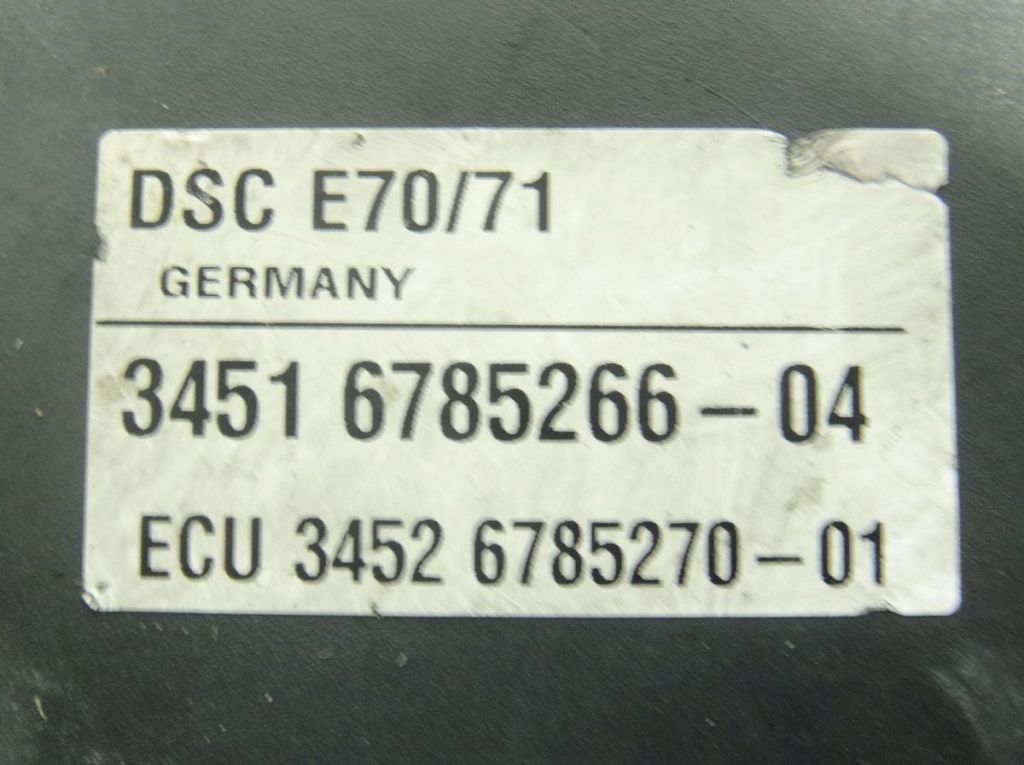 DSC E70/71
GERMANY
3451 6785266-04
ECU 3452 6785270-01